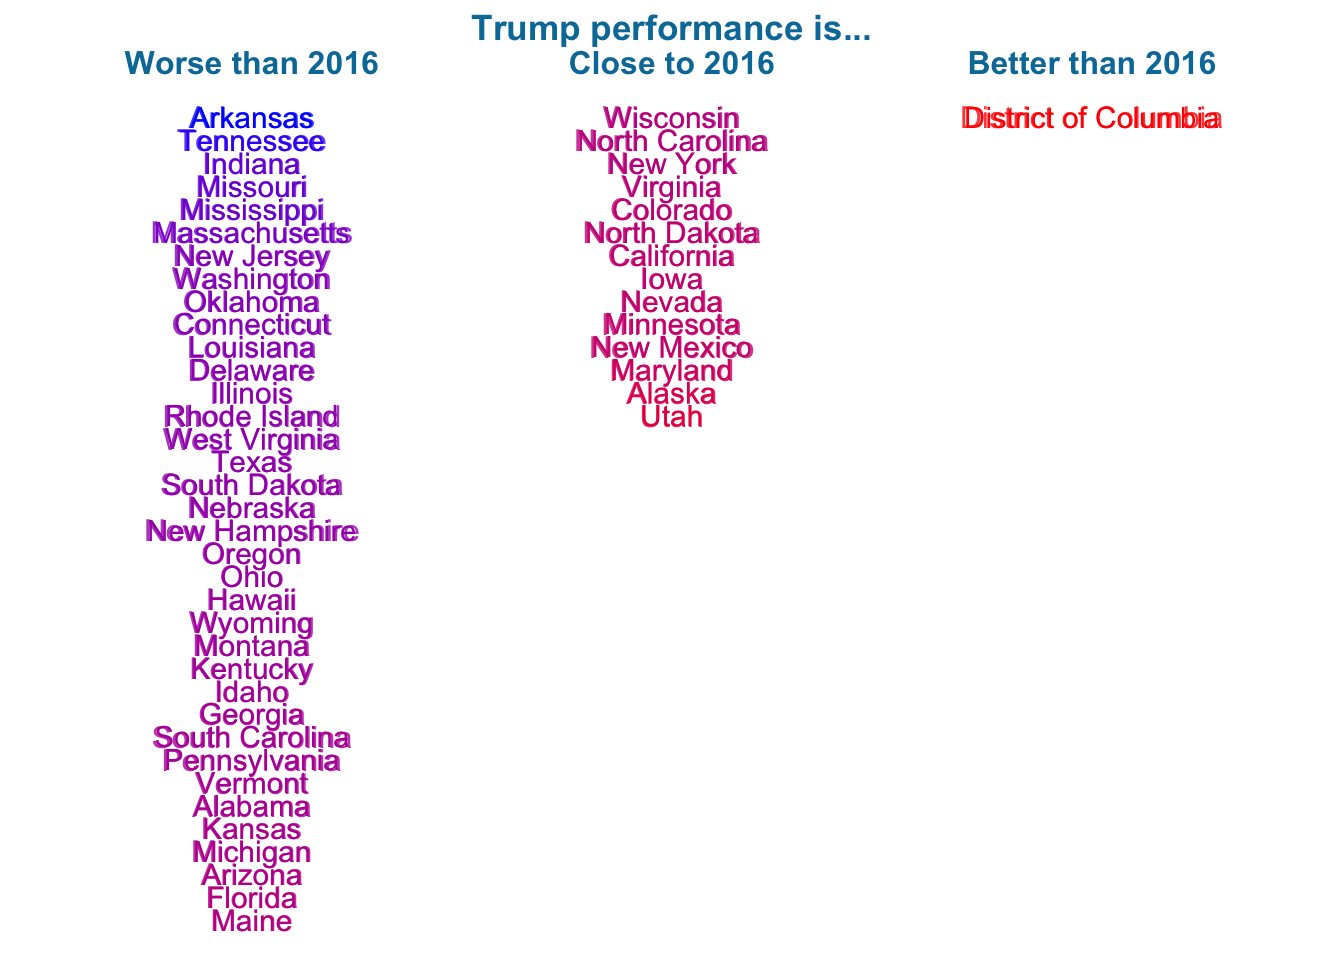 Trump performance is...
Worse than 2016
Close to 2016
Better than 2016
Arkansas
Tennessee
Indiana
Missouri
Mississippi
Massachusetts
New Jersey
Washington
Oklahoma
Connecticut
Louisiana
Delaware
Illinois
Rhode Island
West Virginia
Texas
South Dakota
Nebraska
New Hampshire
Oregon
Ohio
Hawaii
Wyoming
Montana
Kentucky
Idaho
Georgia
South Carolina
Pennsylvania
Vermont
Alabama
Kansas
Michigan
Arizona
Florida
Maine
Wisconsin
North Carolina
New York
Virginia
Colorado
North Dakota
California
Iowa
Nevada
Minnesota
New Mexico
Maryland
Alaska
Utah
District of Columbia